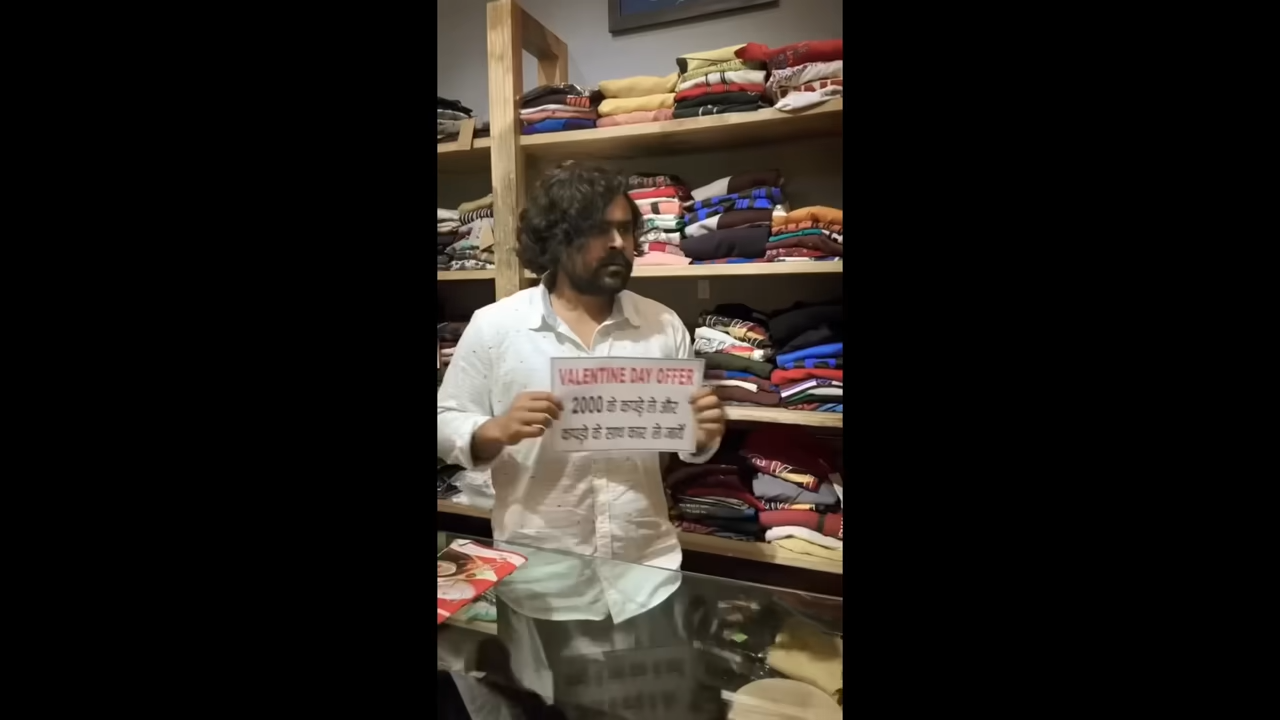 VALENTINE DAY OFFER
2000 के कपड़े ले और
कपड़ो के साथ कार ले जायें